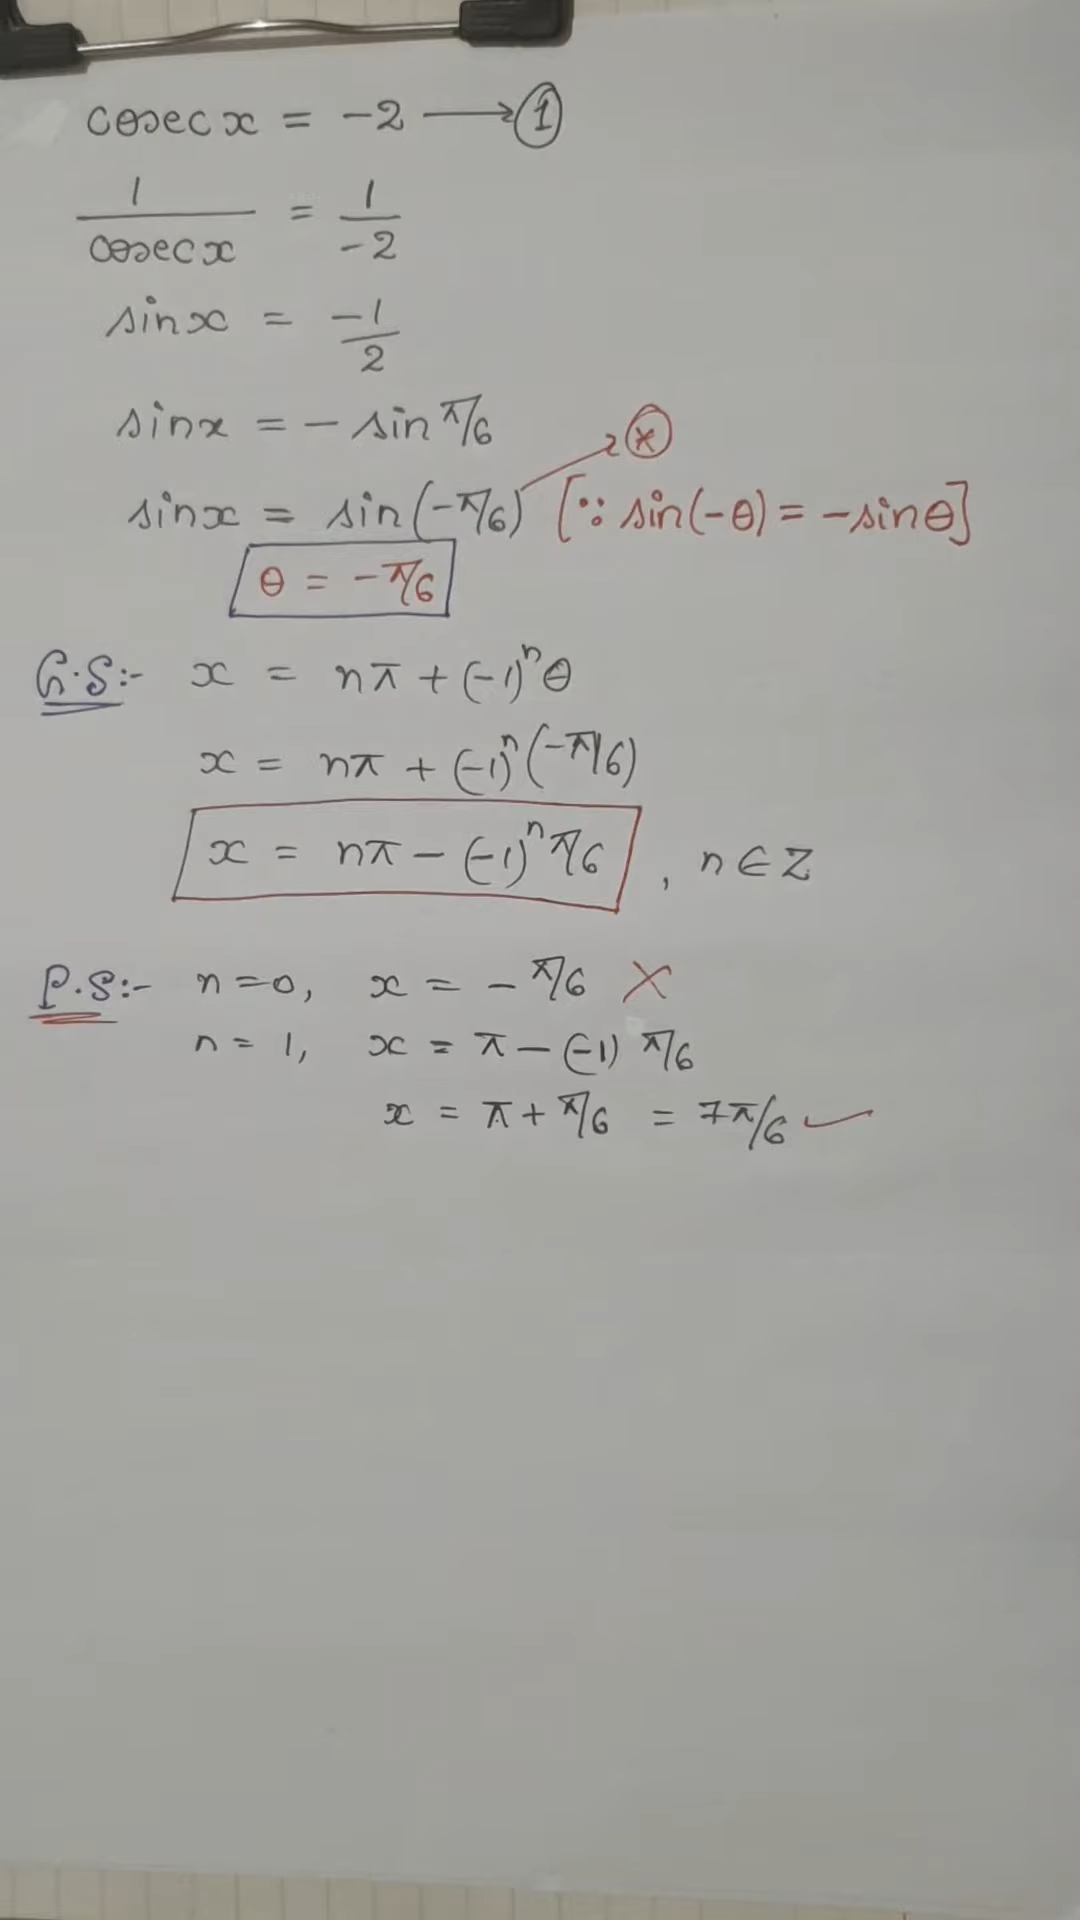 cosec x = -2 → ①
1/cosec x = 1/-2
sin x = -1/2
sin x = - sin π/6
sin x = sin(-π/6) → ⊛ [∵ sin(-θ) = -sin θ]
θ = -π/6
G.S:- x = nπ + (-1)ⁿ θ
x = nπ + (-1)ⁿ (-π/6)
x = nπ - (-1)ⁿ π/6 , n ∈ Z
P.S:- n = 0, x = - π/6 ✗
n = 1, x = π - (-1) π/6
x = π + π/6 = 7π/6 ✓